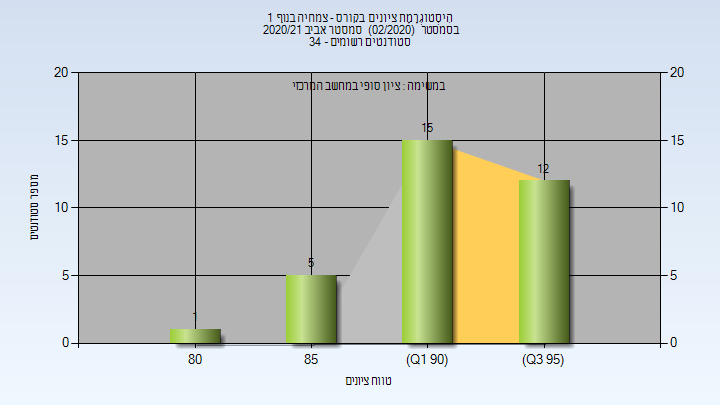 הִיסטוֹגרָמַת ציונים בקורס - צמחיה בנוף 1
בסמסטר (02/2020) סמסטר אביב 2020/21
סטודנטים רשומים - 34
במשימה : ציון סופי במחשב המרכזי
מספר סטודנטים
20
15
10
5
0
20
15
10
5
0
1
5
15
12
80
85
(Q1 90)
(Q3 95)
טווח ציונים